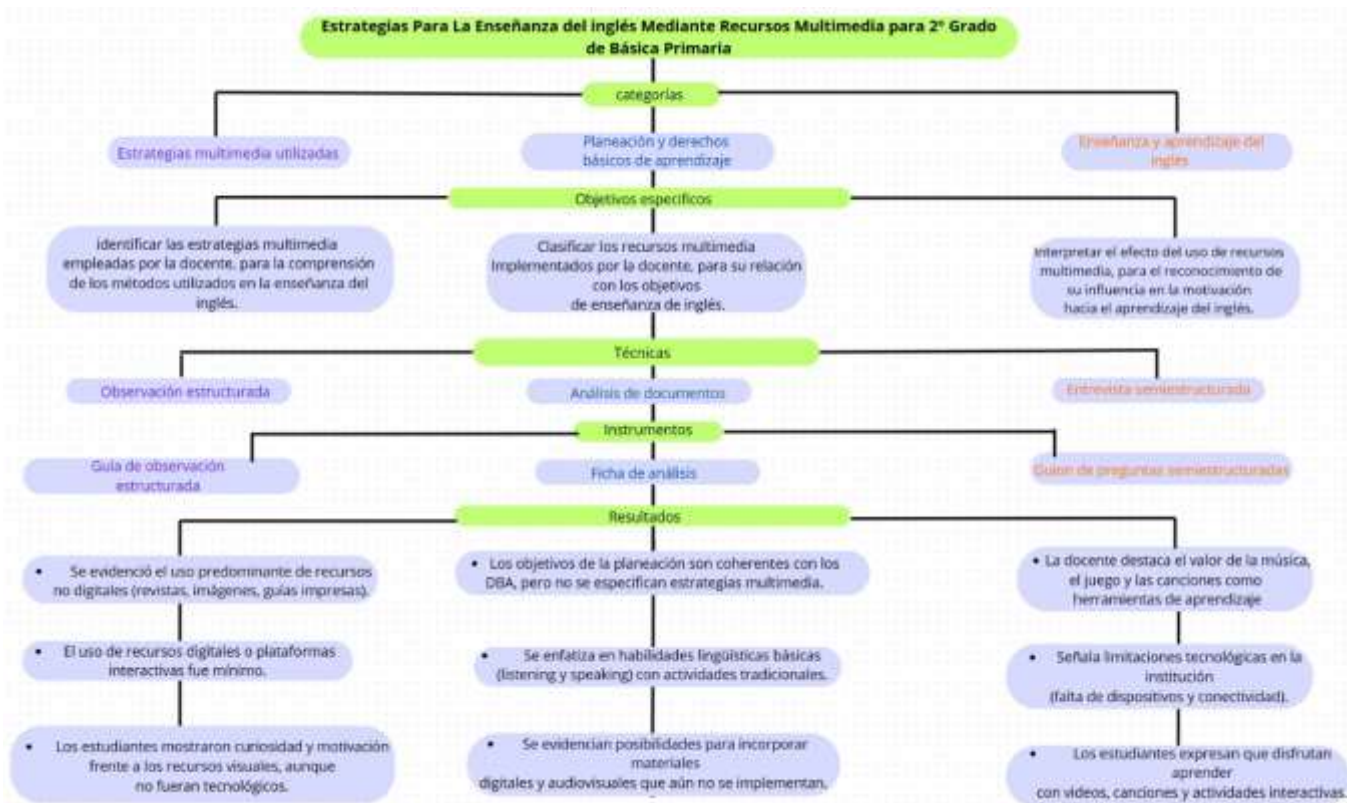 Estrategias Para La Enseñanza del inglés Mediante Recursos Multimedia para 2° Grado
de Básica Primaria
categorías
Estrategias multimedia utilizadas
Planeación y derechos
básicos de aprendizaje
Enseñanza y aprendizaje del
inglés
Objetivos específicos
identificar las estrategias multimedia
empleadas por la docente, para la comprensión
de los métodos utilizados en la enseñanza del
inglés.
Clasificar los recursos multimedia
Implementados por la docente, para su relación
con los objetivos
de enseñanza de inglés.
Interpretar el efecto del uso de recursos
multimedia, para el reconocimiento de
su influencia en la motivación
hacia el aprendizaje del inglés.
Técnicas
Observación estructurada
Análisis de documentos
Entrevista semiestructurada
Instrumentos
Guía de observación
estructurada
Ficha de análisis
Guion de preguntas semiestructuradas
Resultados
• Se evidenció el uso predominante de recursos
no digitales (revistas, imágenes, guías impresas).
• Los objetivos de la planeación son coherentes con los
DBA, pero no se especifican estrategias multimedia.
• La docente destaca el valor de la música,
el juego y las canciones como
herramientas de aprendizaje
• El uso de recursos digitales o plataformas
interactivas fue mínimo.
• Se enfatiza en habilidades lingüísticas básicas
(listening y speaking) con actividades tradicionales.
• Señala limitaciones tecnológicas en la
institución
(falta de dispositivos y conectividad).
• Los estudiantes mostraron curiosidad y motivación
frente a los recursos visuales, aunque
no fueran tecnológicos.
• Se evidencian posibilidades para incorporar
materiales
digitales y audiovisuales que aún no se implementan.
• Los estudiantes expresan que disfrutan
aprender
con videos, canciones y actividades interactivas.